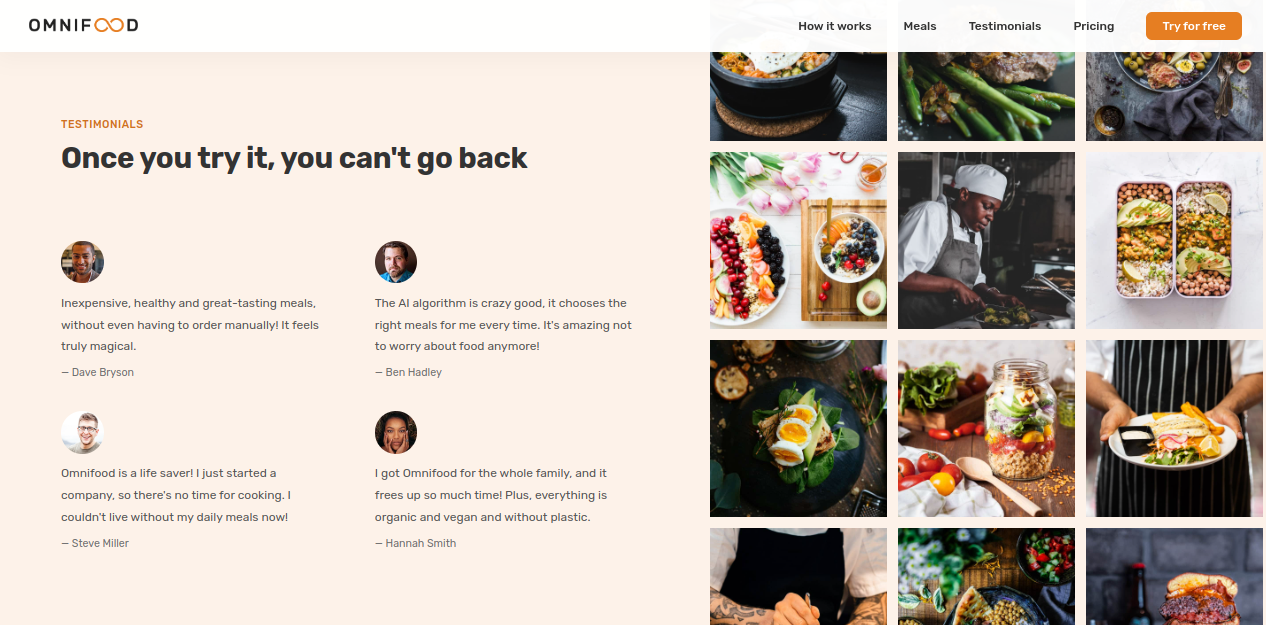 OMNIFOOD
How it works Meals Testimonials Pricing Try for free
TESTIMONIALS
Once you try it, you can't go back
Inexpensive, healthy and great-tasting meals,
without even having to order manually! It feels
truly magical.
— Dave Bryson
The AI algorithm is crazy good, it chooses the
right meals for me every time. It's amazing not
to worry about food anymore!
— Ben Hadley
Omnifood is a life saver! I just started a
company, so there's no time for cooking. I
couldn't live without my daily meals now!
— Steve Miller
I got Omnifood for the whole family, and it
frees up so much time! Plus, everything is
organic and vegan and without plastic.
— Hannah Smith